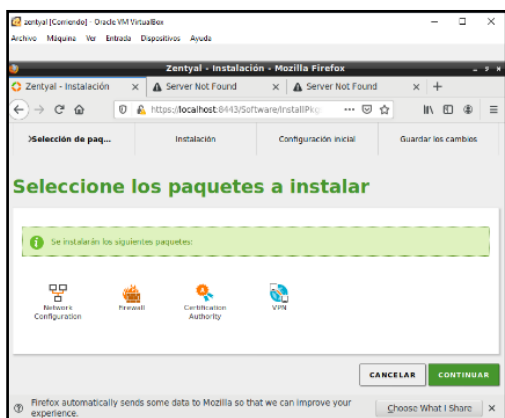 zentyal [Corriendo] - Oracle VM VirtualBox
Archivo Máquina Ver Entrada Dispositivos Ayuda
Zentyal - Instalación - Mozilla Firefox
Zentyal - Instalación Server Not Found Server Not Found
https://localhost:8443/Software/InstallPkg
Selección de paq... Instalación Configuración inicial Guardar los cambios
Seleccione los paquetes a instalar
Se instalarán los siguientes paquetes:
Network Firewall Certification VPN
Configuration Authority
CANCELAR CONTINUAR
Firefox automatically sends some data to Mozilla so that we can improve your Choose What I Share
experience.